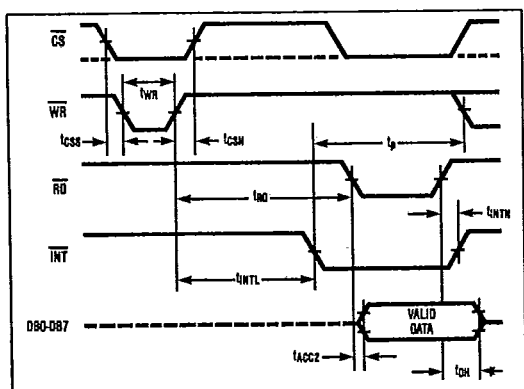 CS
tWR
WR
tCSS
tCSH
tP
RD
tRD
tINTH
INT
tINTL
DB0-DB7
VALID
DATA
tACC2
tDH